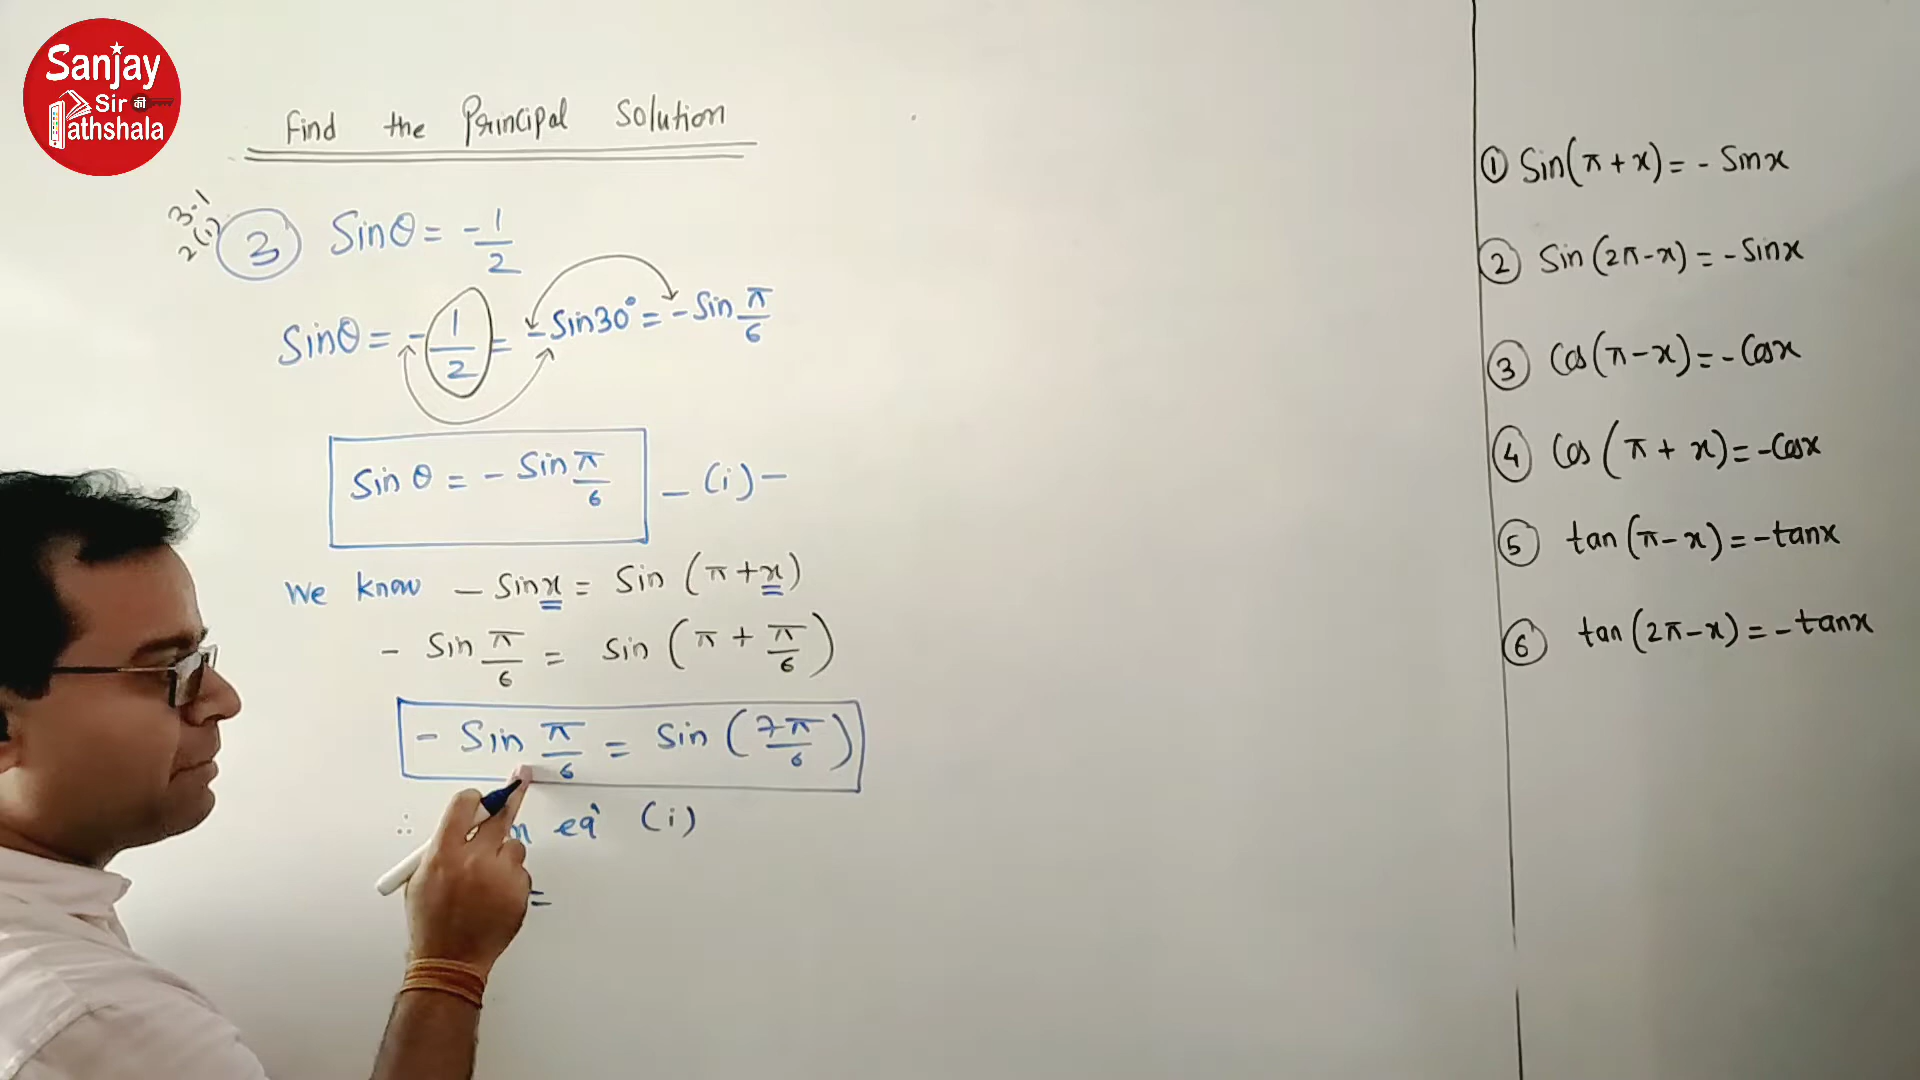 Sanjay
Sir की
Pathshala
Find the Principal Solution
3.1
2(i)
3 Sinθ = -1/2
Sinθ = -1/2 = -Sin30° = -Sin π/6
Sin θ = - Sin π/6 — (i) —
We know - Sinx = Sin (π+x)
- Sin π/6 = Sin (π + π/6)
- Sin π/6 = Sin (7π/6)
∴ eqⁿ (i)
=
① Sin(π+x) = - Sinx
② Sin(2π-x) = - Sinx
③ Cos(π-x) = - Cosx
④ Cos(π+x) = -Cosx
⑤ tan(π-x) = -tanx
⑥ tan(2π-x) = -tanx